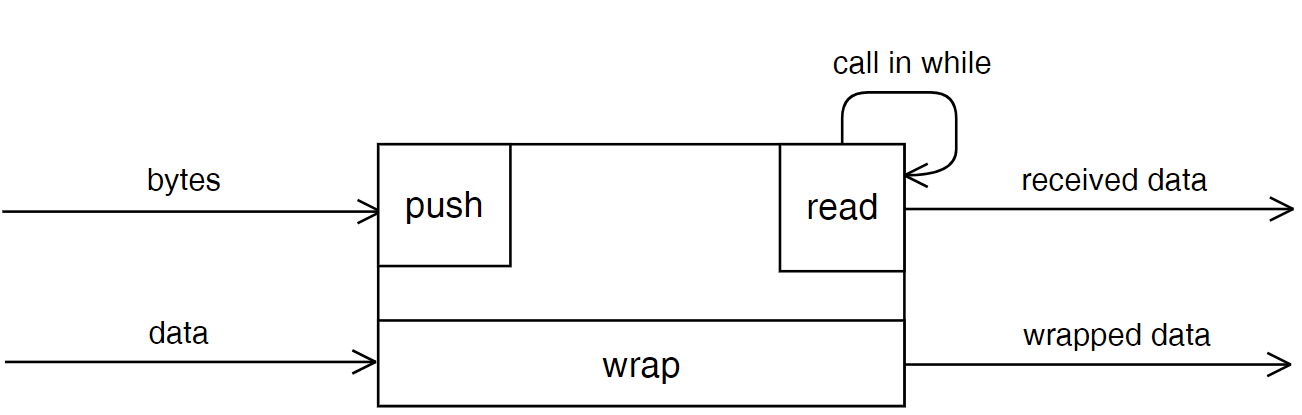 call in while
bytes
push
read
received data
data
wrap
wrapped data